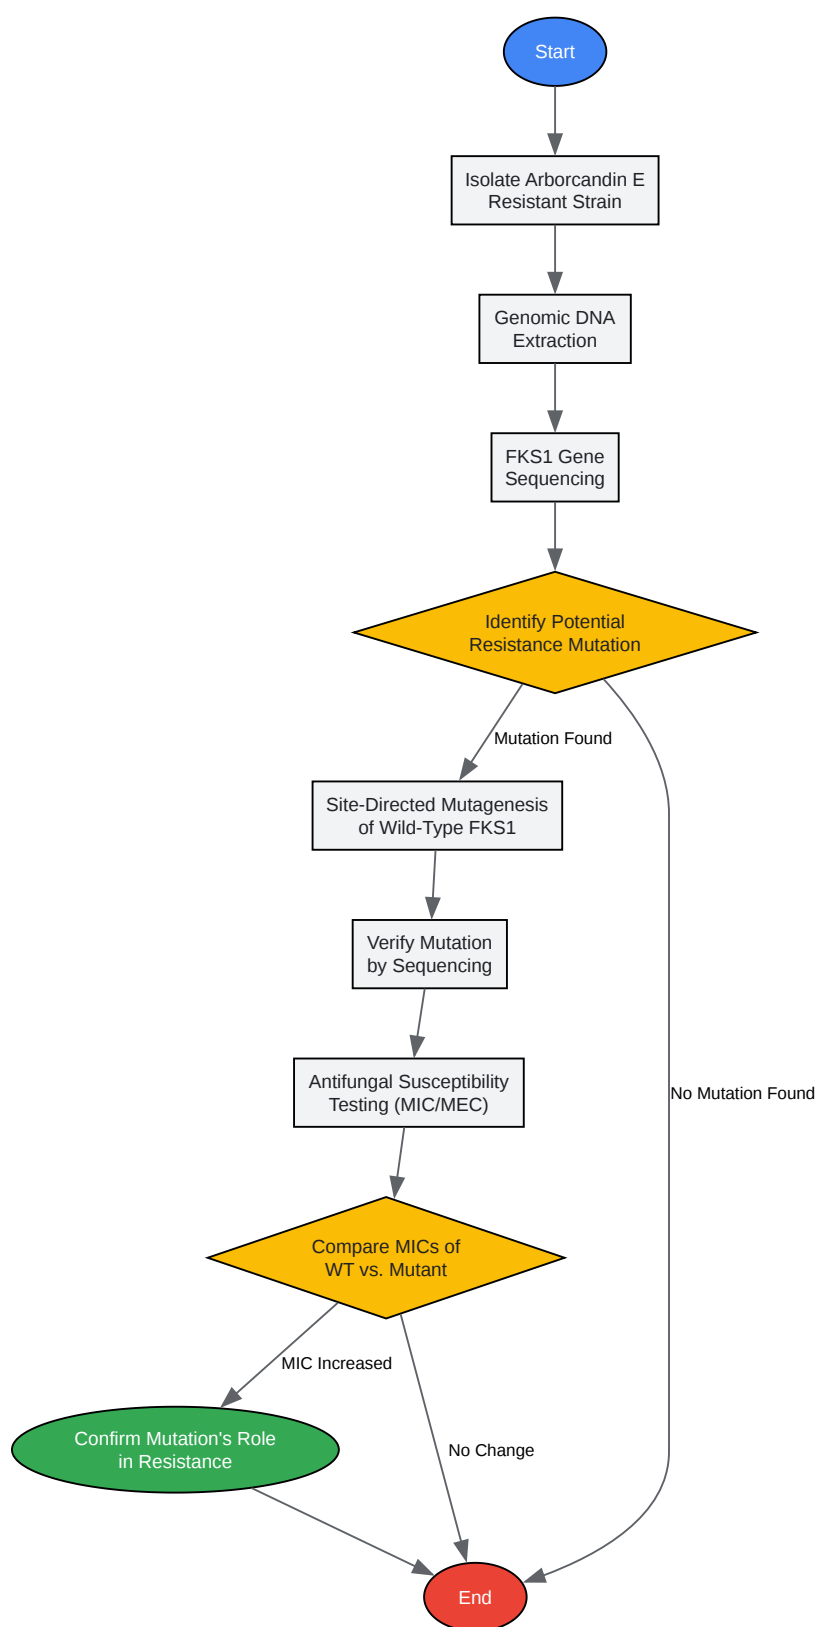 Start
Isolate Arborcandin E
Resistant Strain
Genomic DNA
Extraction
FKS1 Gene
Sequencing
Identify Potential
Resistance Mutation
Mutation Found
Site-Directed Mutagenesis
of Wild-Type FKS1
Verify Mutation
by Sequencing
Antifungal Susceptibility
Testing (MIC/MEC)
No Mutation Found
Compare MICs of
WT vs. Mutant
MIC Increased
Confirm Mutation's Role
in Resistance
No Change
End